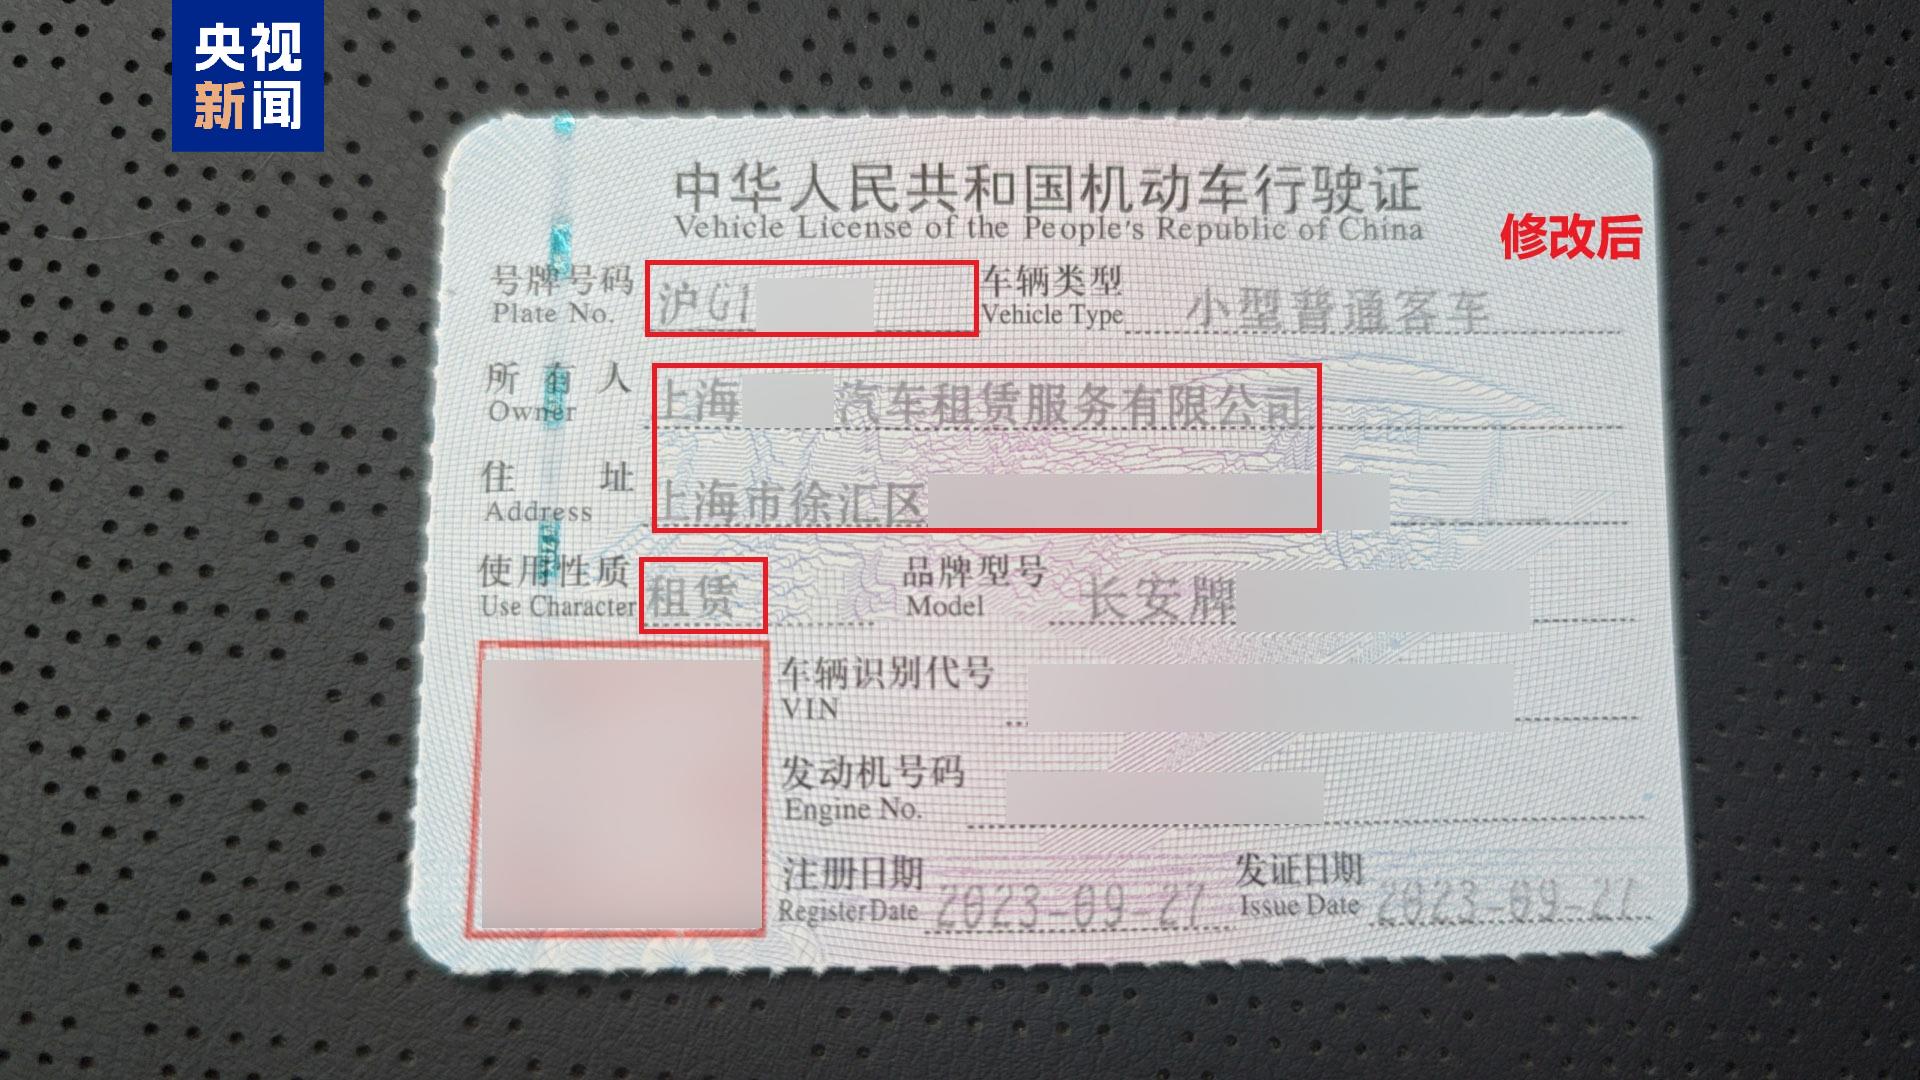 央视
新闻
中华人民共和国机动车行驶证
Vehicle License of the People's Republic of China
修改后
号牌号码 沪G1 车辆类型 小型普通客车
Plate No. Vehicle Type
所有人 上海 汽车租赁服务有限公司
Owner
住址 上海市徐汇区
Address
使用性质 租赁 品牌型号 长安牌
Use Character Model
车辆识别代号
VIN
发动机号码
Engine No.
注册日期 2023-09-27 发证日期 2023-09-27
Register Date Issue Date